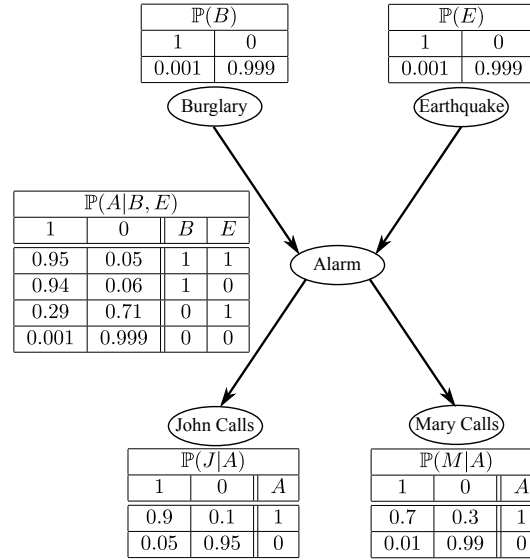 ℙ(B)
1 0
0.001 0.999
ℙ(E)
1 0
0.001 0.999
Burglary
Earthquake
ℙ(A|B, E)
1 0 B E
0.95 0.05 1 1
0.94 0.06 1 0
0.29 0.71 0 1
0.001 0.999 0 0
Alarm
John Calls
Mary Calls
ℙ(J|A)
1 0 A
0.9 0.1 1
0.05 0.95 0
ℙ(M|A)
1 0 A
0.7 0.3 1
0.01 0.99 0